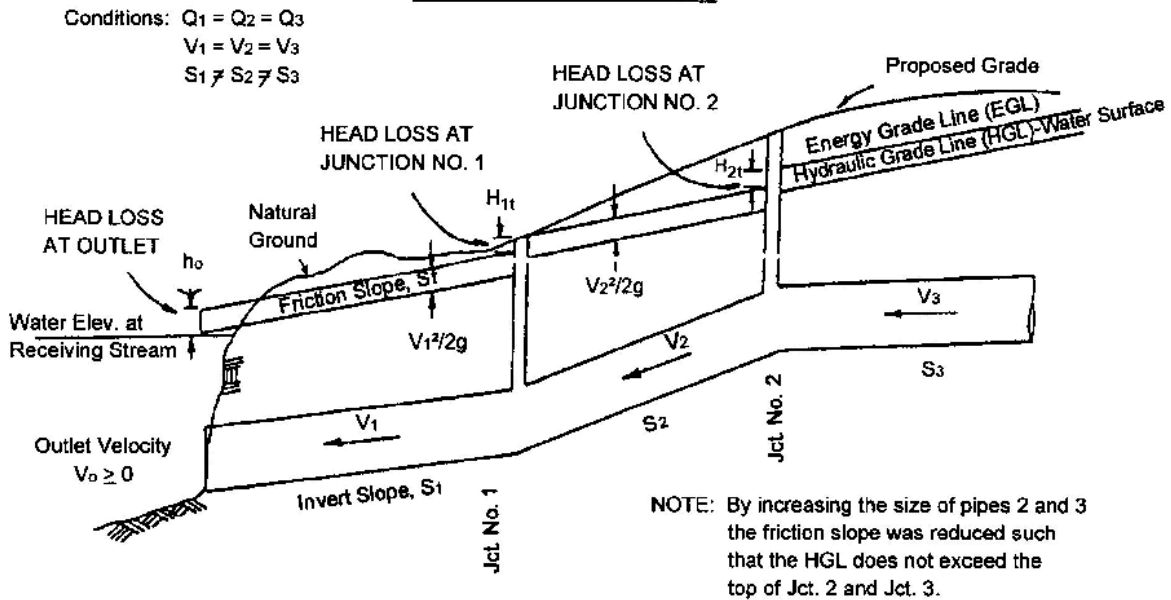 Conditions: Q1 = Q2 = Q3
V1 = V2 = V3
S1 ≠ S2 ≠ S3
HEAD LOSS AT
JUNCTION NO. 2
Proposed Grade
HEAD LOSS AT
JUNCTION NO. 1
Energy Grade Line (EGL)
Hydraulic Grade Line (HGL)-Water Surface
H2t
H1t
HEAD LOSS
AT OUTLET
Natural
Ground
ho
Friction Slope, Sf
V2²/2g
V1²/2g
Water Elev. at
Receiving Stream
V3
V2
S3
V1
S2
Jct. No. 2
Outlet Velocity
Vo ≥ 0
Invert Slope, S1
Jct. No. 1
NOTE: By increasing the size of pipes 2 and 3
the friction slope was reduced such
that the HGL does not exceed the
top of Jct. 2 and Jct. 3.